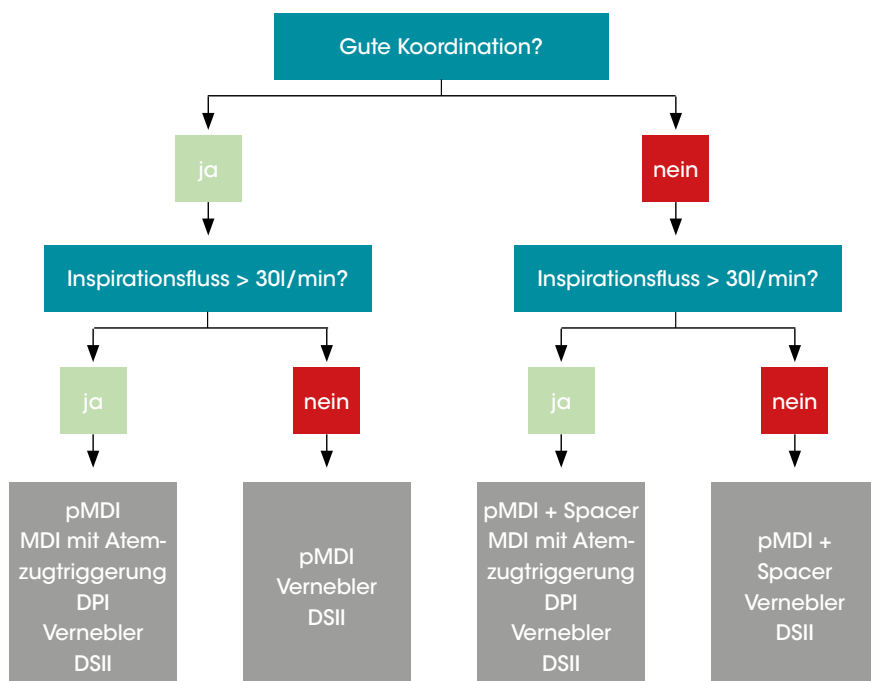 Gute Koordination?
ja
nein
Inspirationsfluss > 30l/min?
Inspirationsfluss > 30l/min?
ja
nein
ja
nein
pMDI
MDI mit Atem-
zugtriggerung
DPI
Vernebler
DSII
pMDI
Vernebler
DSII
pMDI + Spacer
MDI mit Atem-
zugtriggerung
DPI
Vernebler
DSII
pMDI +
Spacer
Vernebler
DSII